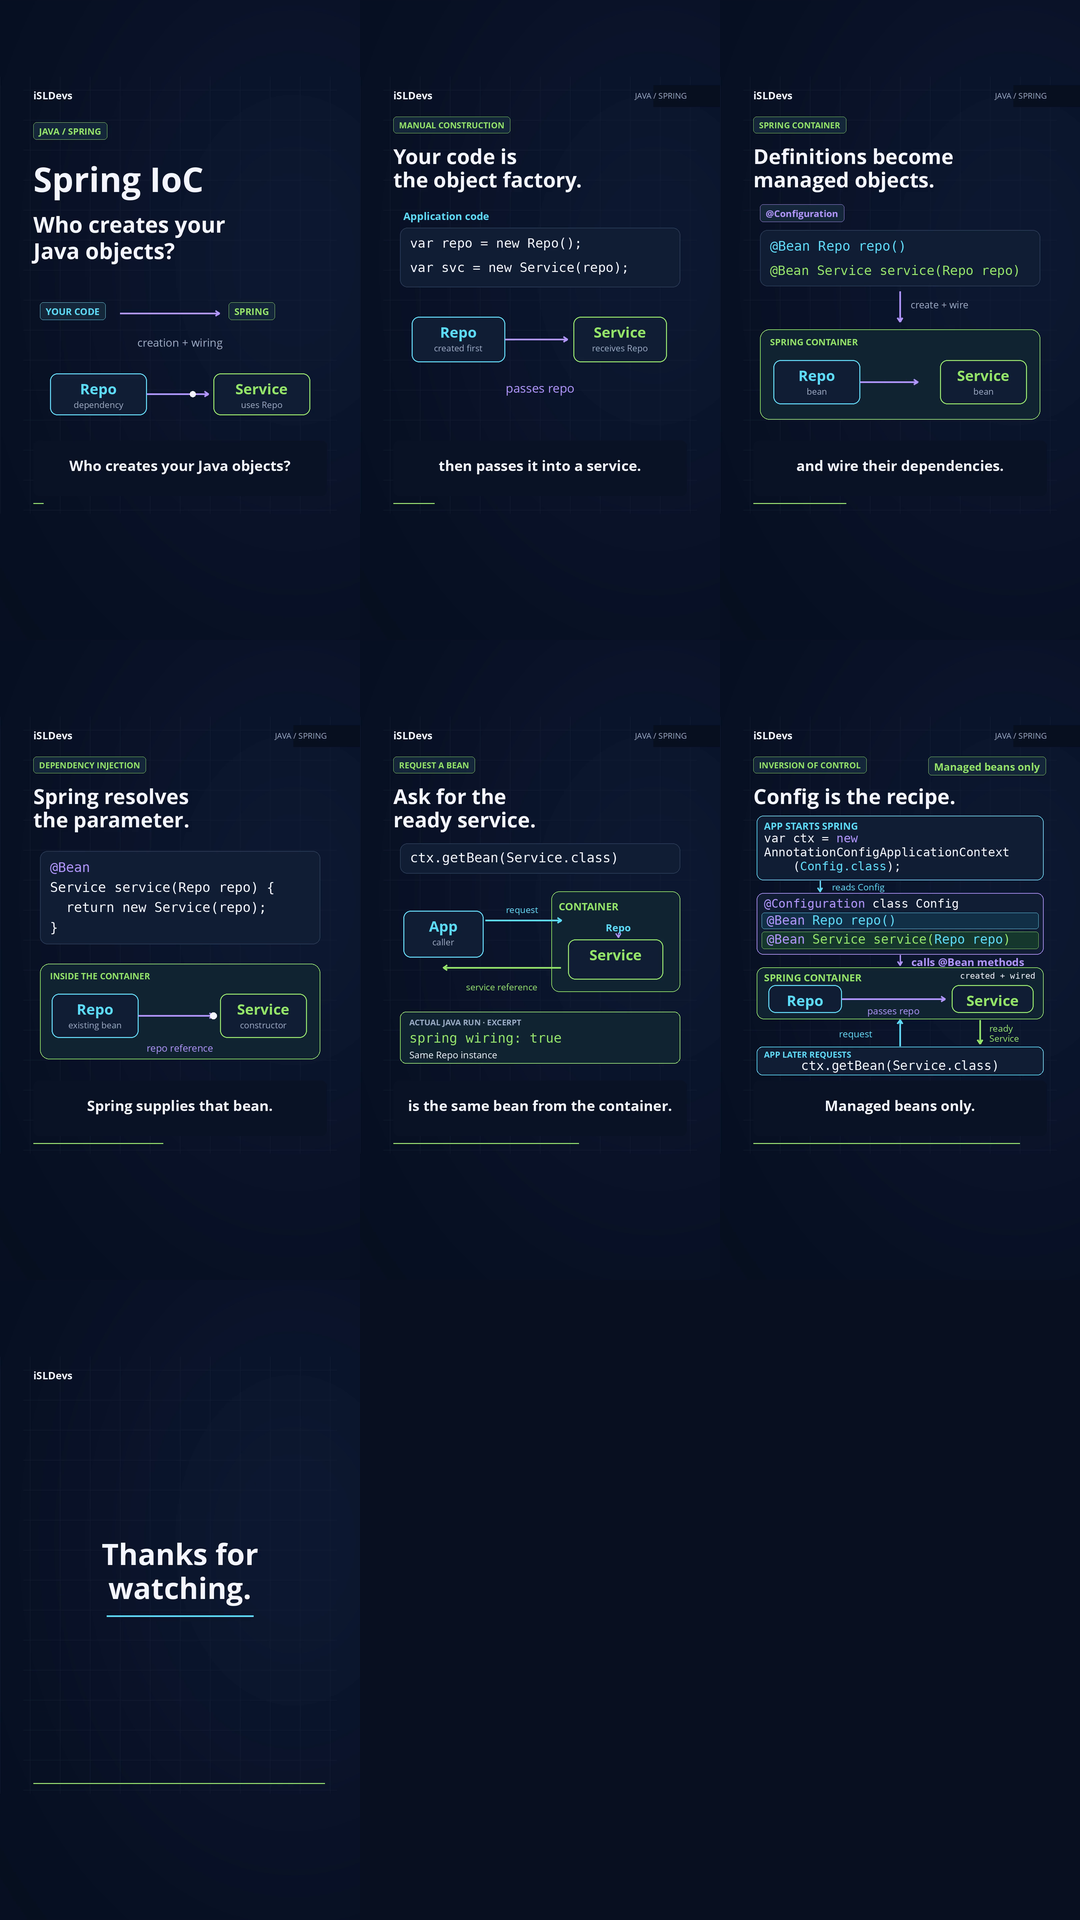 iSLDevs
JAVA / SPRING
Spring IoC
Who creates your
Java objects?
YOUR CODE
SPRING
creation + wiring
Repo
dependency
Service
uses Repo
Who creates your Java objects?
iSLDevs
JAVA / SPRING
MANUAL CONSTRUCTION
Your code is
the object factory.
Application code
var repo = new Repo();
var svc = new Service(repo);
Repo
created first
Service
receives Repo
passes repo
then passes it into a service.
iSLDevs
JAVA / SPRING
SPRING CONTAINER
Definitions become
managed objects.
@Configuration
@Bean Repo repo()
@Bean Service service(Repo repo)
create + wire
SPRING CONTAINER
Repo
bean
Service
bean
and wire their dependencies.
iSLDevs
JAVA / SPRING
DEPENDENCY INJECTION
Spring resolves
the parameter.
@Bean
Service service(Repo repo) {
return new Service(repo);
}
INSIDE THE CONTAINER
Repo
existing bean
Service
constructor
repo reference
Spring supplies that bean.
iSLDevs
JAVA / SPRING
REQUEST A BEAN
Ask for the
ready service.
ctx.getBean(Service.class)
App
caller
request
CONTAINER
Repo
Service
service reference
ACTUAL JAVA RUN · EXCERPT
spring wiring: true
Same Repo instance
is the same bean from the container.
iSLDevs
JAVA / SPRING
INVERSION OF CONTROL
Managed beans only
Config is the recipe.
APP STARTS SPRING
var ctx = new
AnnotationConfigApplicationContext
(Config.class);
reads Config
@Configuration class Config
@Bean Repo repo()
@Bean Service service(Repo repo)
calls @Bean methods
SPRING CONTAINER
created + wired
Repo
passes repo
Service
request
ready
Service
APP LATER REQUESTS
ctx.getBean(Service.class)
Managed beans only.
iSLDevs
Thanks for
watching.